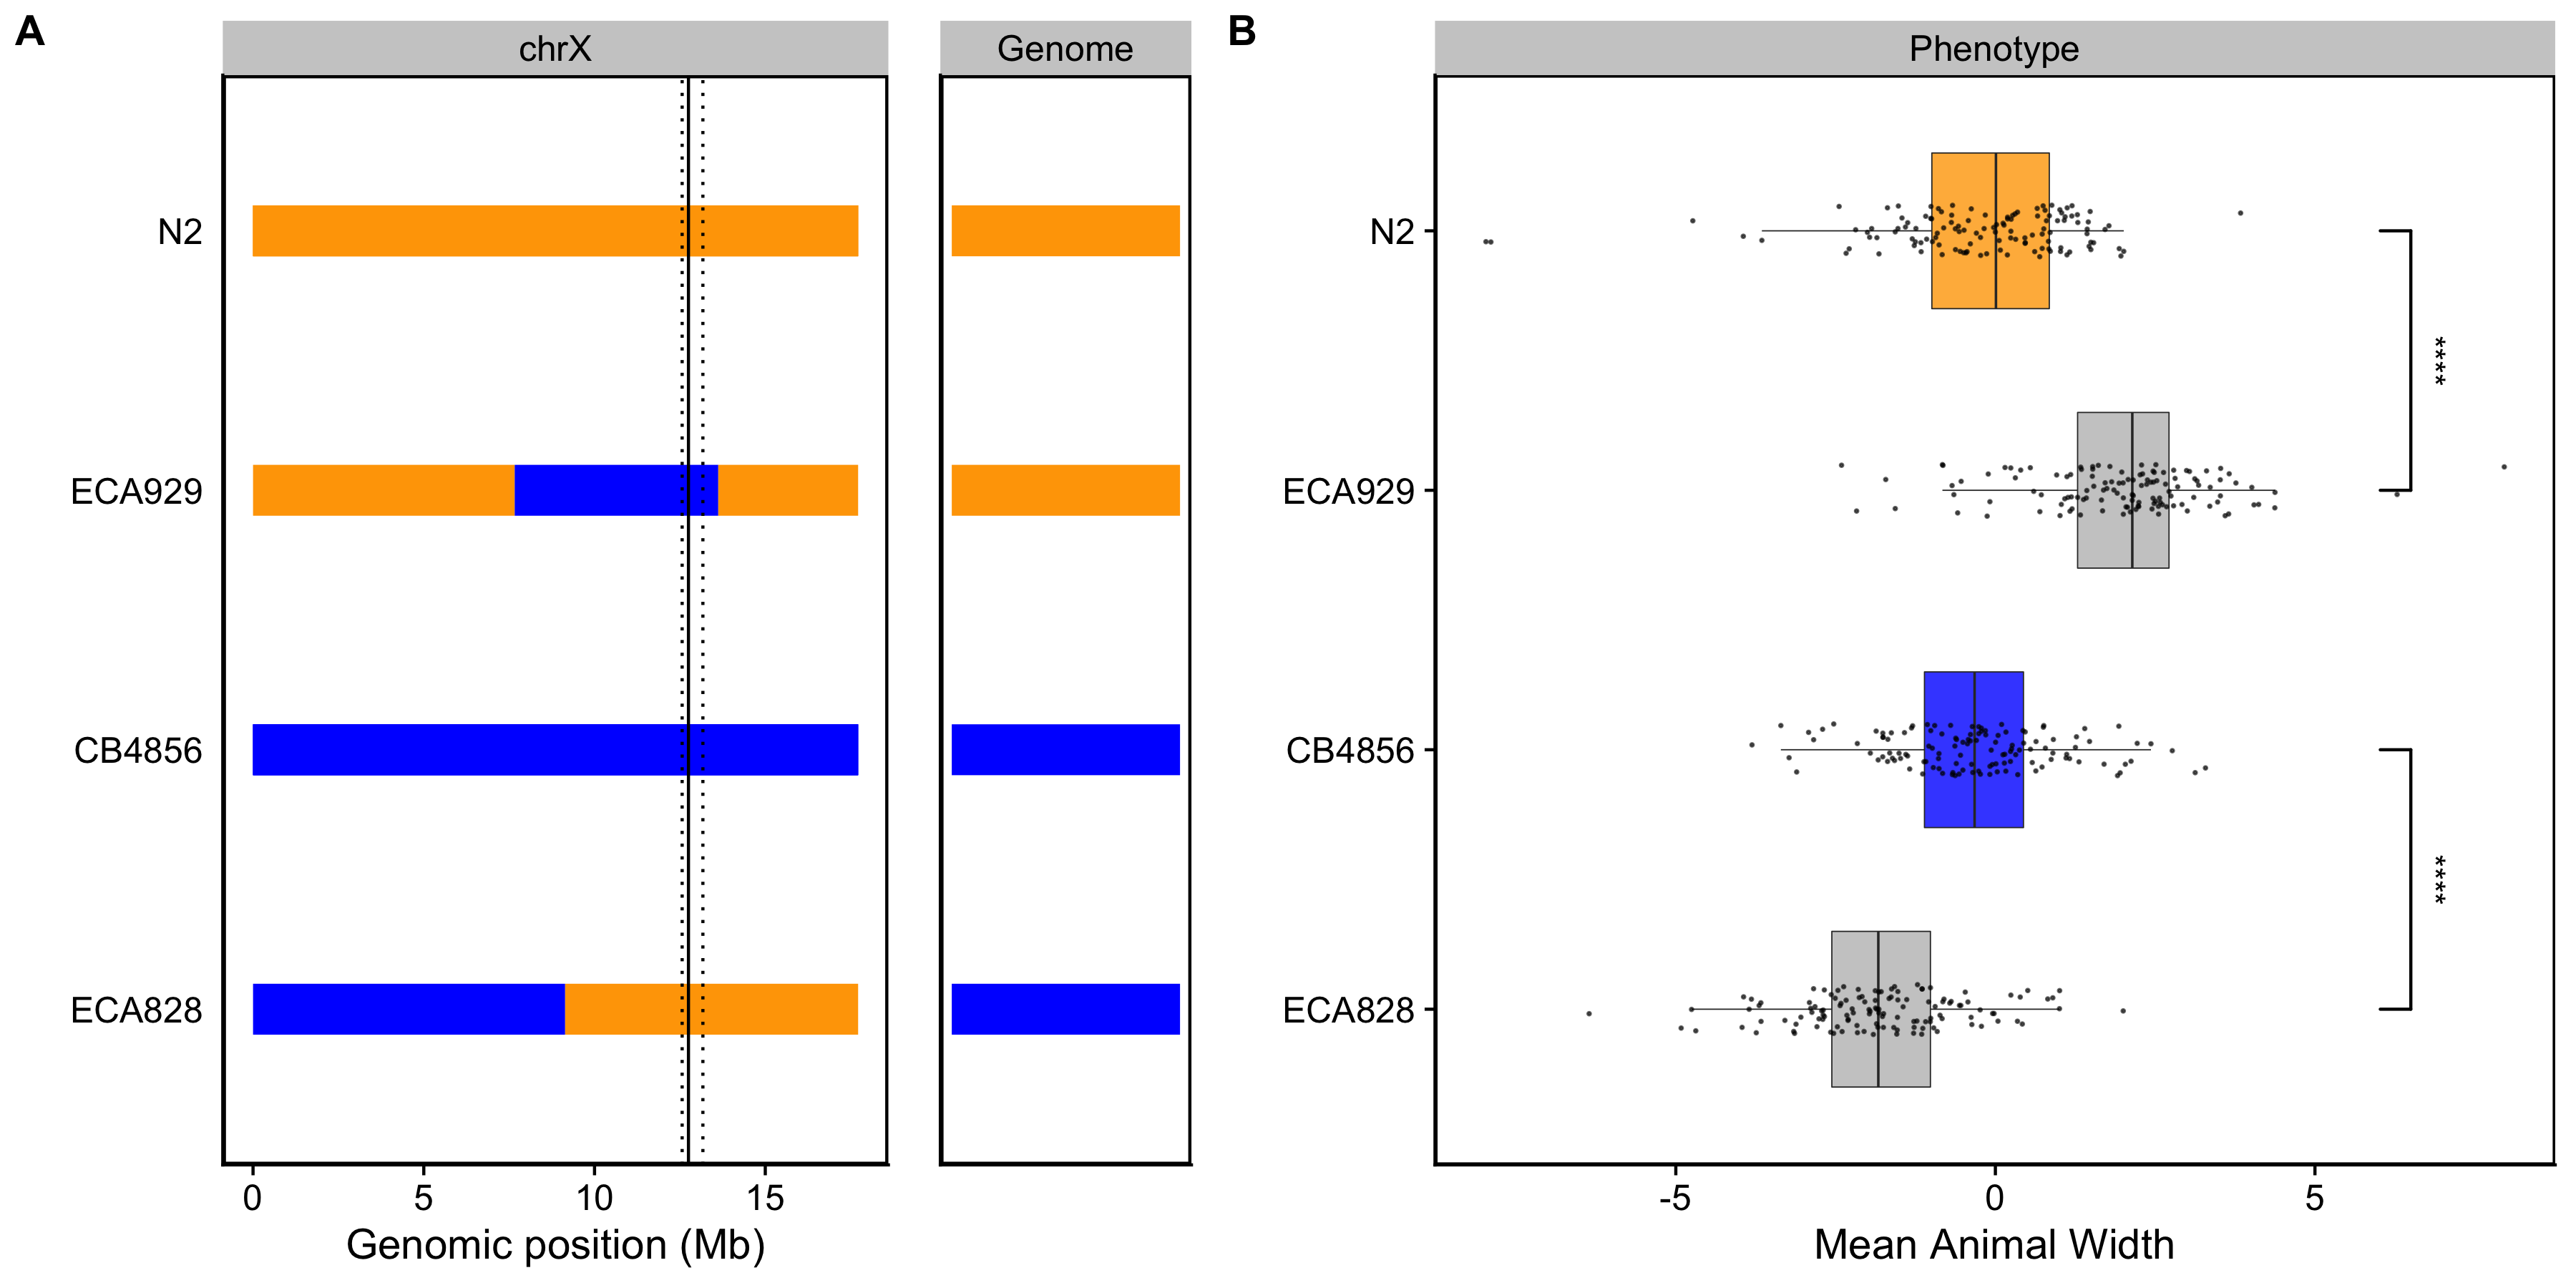 A
chrX
Genome
N2
ECA929
CB4856
ECA828
0 5 10 15
Genomic position (Mb)
B
Phenotype
N2
ECA929
CB4856
ECA828
****
****
-5 0 5
Mean Animal Width